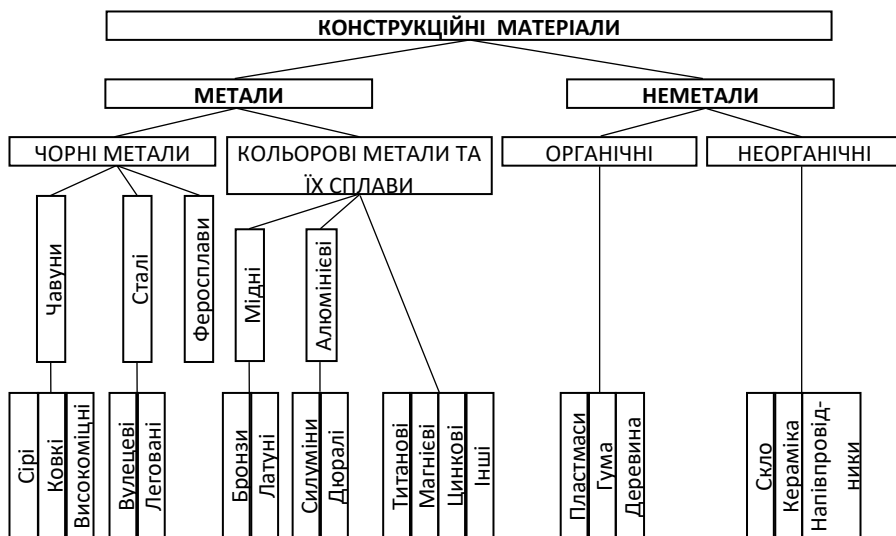 КОНСТРУКЦІЙНІ МАТЕРІАЛИ
МЕТАЛИ
НЕМЕТАЛИ
ЧОРНІ МЕТАЛИ
КОЛЬОРОВІ МЕТАЛИ ТА
ЇХ СПЛАВИ
ОРГАНІЧНІ
НЕОРГАНІЧНІ
Чавуни
Сталі
Феросплави
Мідні
Алюмінієві
Сірі
Ковкі
Високоміцні
Вулецеві
Леговані
Бронзи
Латуні
Силуміни
Дюралі
Титанові
Магнієві
Цинкові
Інші
Пластмаси
Гума
Деревина
Скло
Кераміка
Напівпровід-
ники